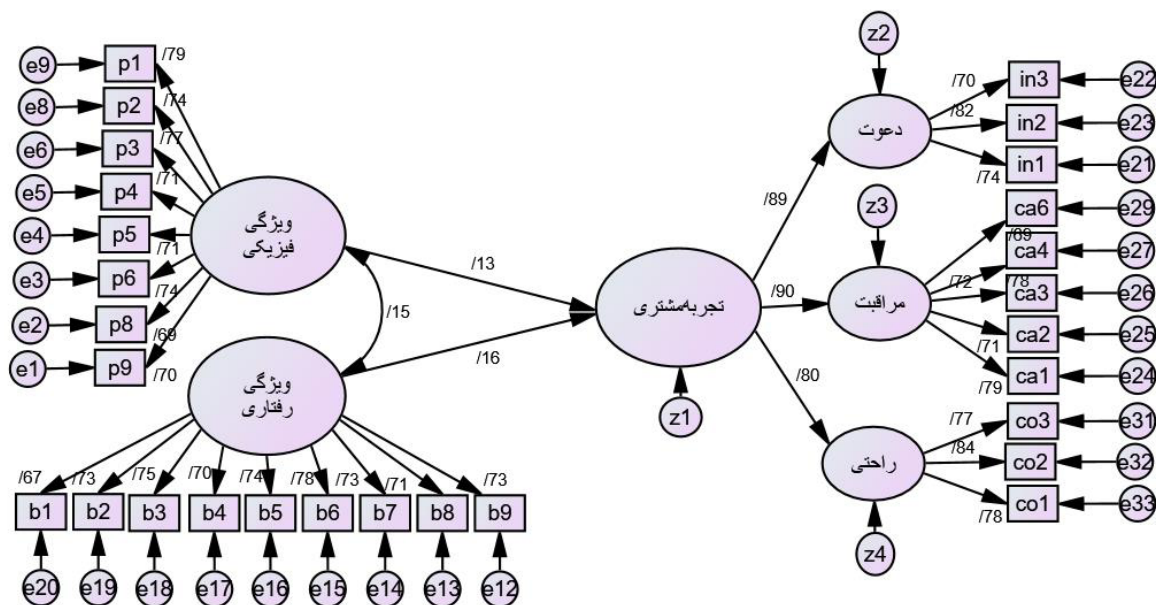 z2
e9
p1
/79
e8
p2
/74
e6
p3
/77
e5
p4
/71
e4
p5
e3
p6
/71
e2
p8
/74
e1
p9
/69
/70
ویژگی
فیزیکی
/13
/15
/16
ویژگی
رفتاری
/67
/73
/75
/70
/74
/78
/73
/71
/73
b1
b2
b3
b4
b5
b6
b7
b8
b9
e20
e19
e18
e17
e16
e15
e14
e13
e12
تجربه‌مشتری
z1
/89
/90
/80
دعوت
/70
/82
/74
in3
e22
in2
e23
in1
e21
z3
مراقبت
/69
/72
/78
/71
/79
ca6
e29
ca4
e27
ca3
e26
ca2
e25
ca1
e24
راحتی
z4
/77
/84
/78
co3
e31
co2
e32
co1
e33